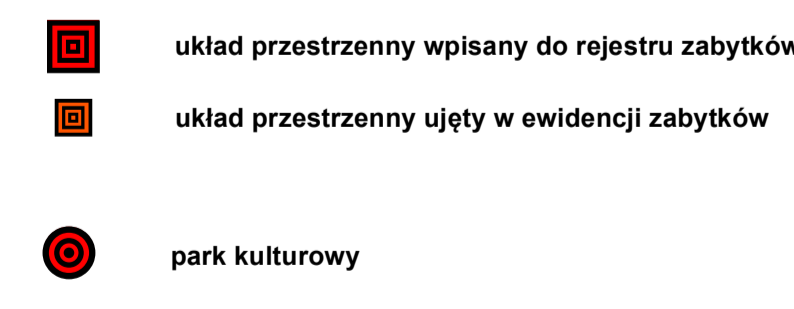 układ przestrzenny wpisany do rejestru zabytków
układ przestrzenny ujęty w ewidencji zabytków
park kulturowy